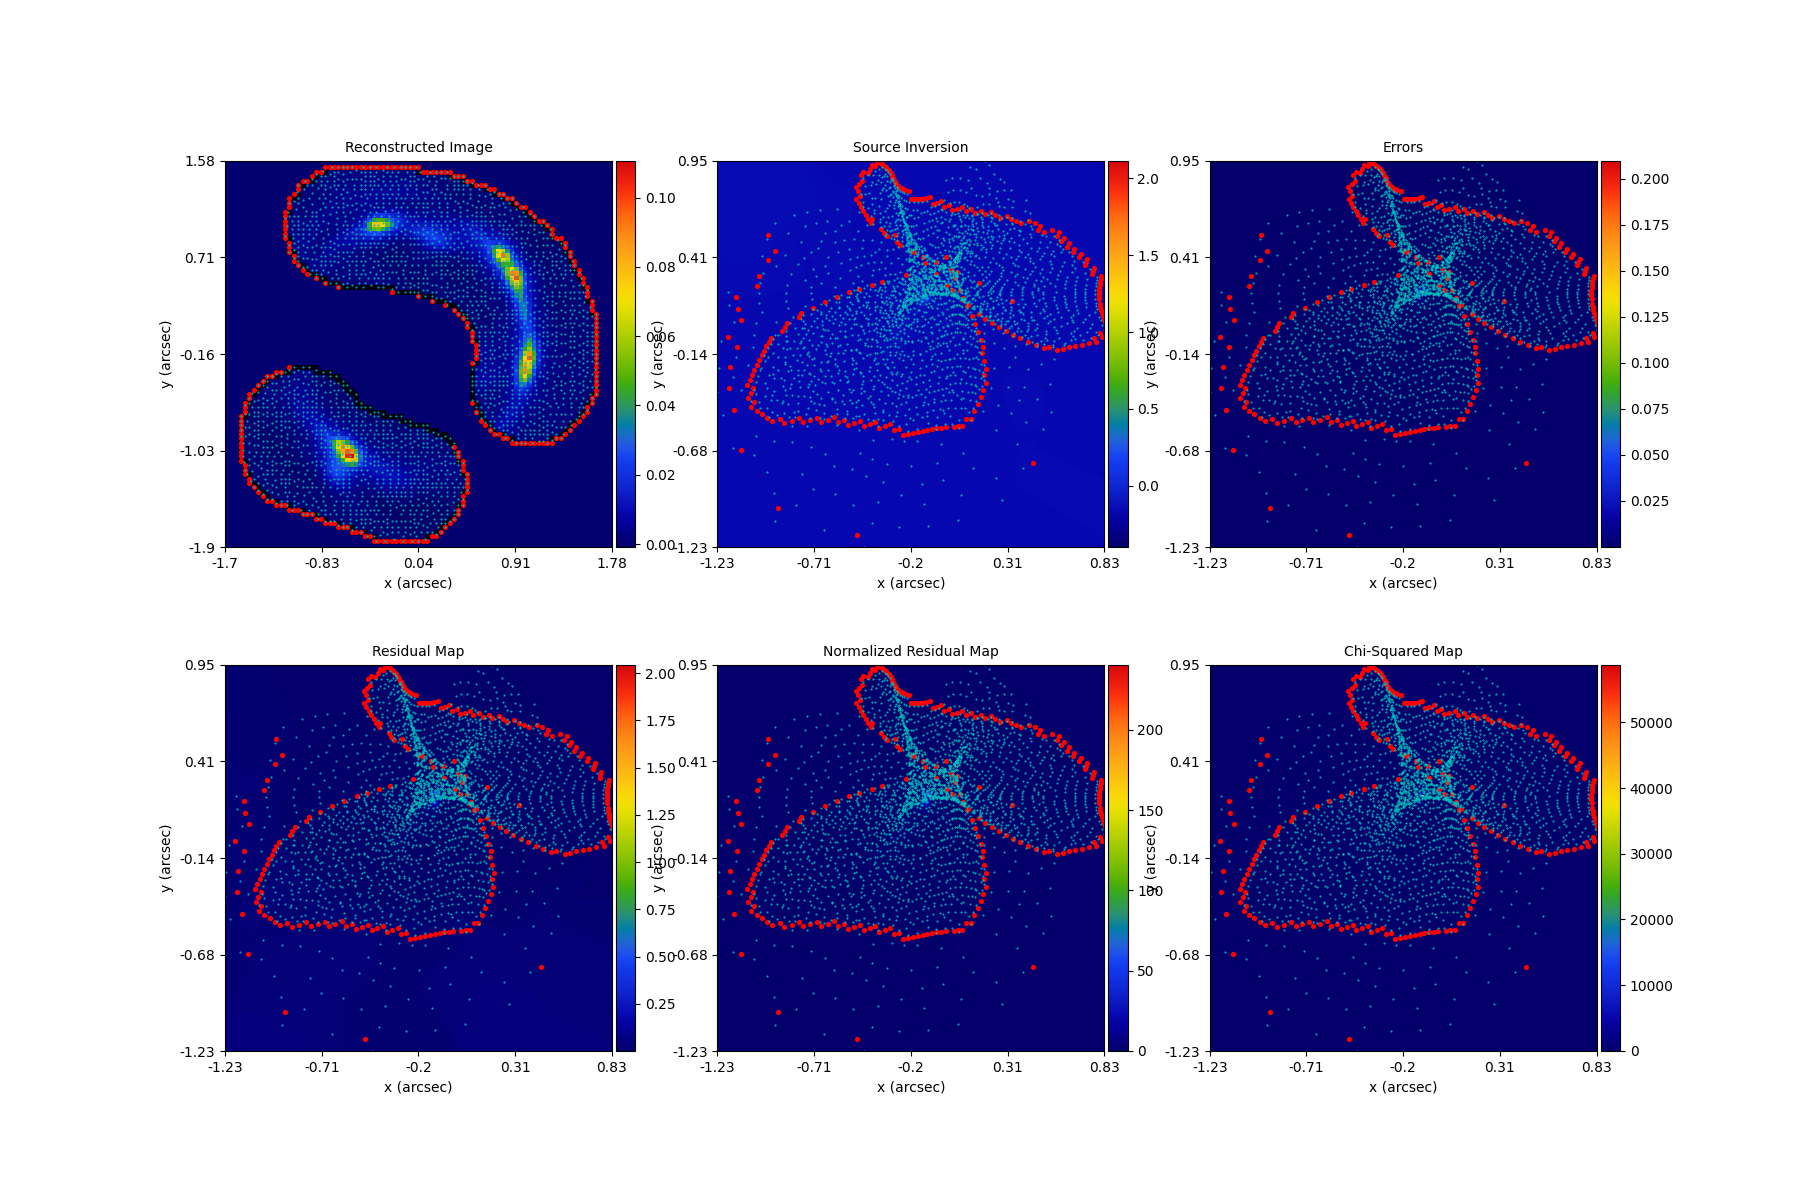 Reconstructed Image
1.58
0.71
-0.16
-1.03
-1.9
y (arcsec)
-1.7 -0.83 0.04 0.91 1.78
x (arcsec)
0.10
0.08
0.06
0.04
0.02
0.00
Source Inversion
0.95
0.41
-0.14
-0.68
-1.23
y (arcsec)
-1.23 -0.71 -0.2 0.31 0.83
x (arcsec)
2.0
1.5
1.0
0.5
0.0
Errors
0.95
0.41
-0.14
-0.68
-1.23
y (arcsec)
-1.23 -0.71 -0.2 0.31 0.83
x (arcsec)
0.200
0.175
0.150
0.125
0.100
0.075
0.050
0.025
Residual Map
0.95
0.41
-0.14
-0.68
-1.23
y (arcsec)
-1.23 -0.71 -0.2 0.31 0.83
x (arcsec)
2.00
1.75
1.50
1.25
1.00
0.75
0.50
0.25
Normalized Residual Map
0.95
0.41
-0.14
-0.68
-1.23
y (arcsec)
-1.23 -0.71 -0.2 0.31 0.83
x (arcsec)
200
150
100
50
0
Chi-Squared Map
0.95
0.41
-0.14
-0.68
-1.23
y (arcsec)
-1.23 -0.71 -0.2 0.31 0.83
x (arcsec)
50000
40000
30000
20000
10000
0